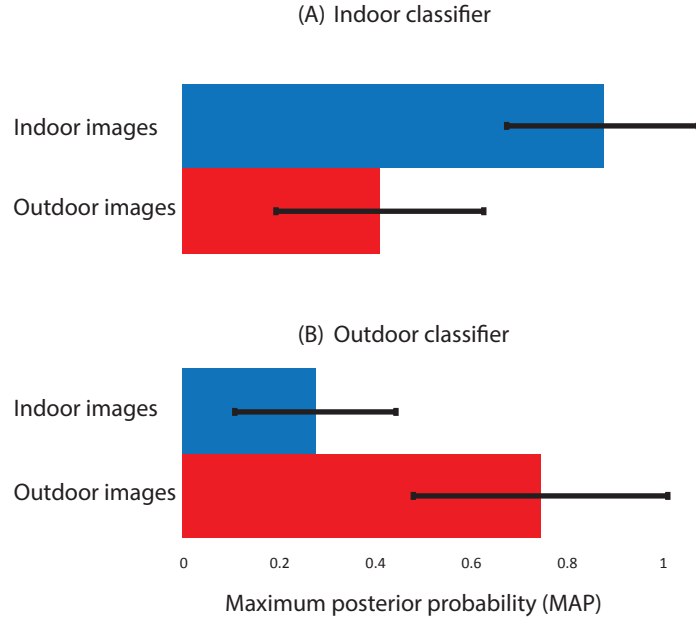 (A) Indoor classifier
Indoor images
Outdoor images
(B) Outdoor classifier
Indoor images
Outdoor images
0 0.2 0.4 0.6 0.8 1
Maximum posterior probability (MAP)